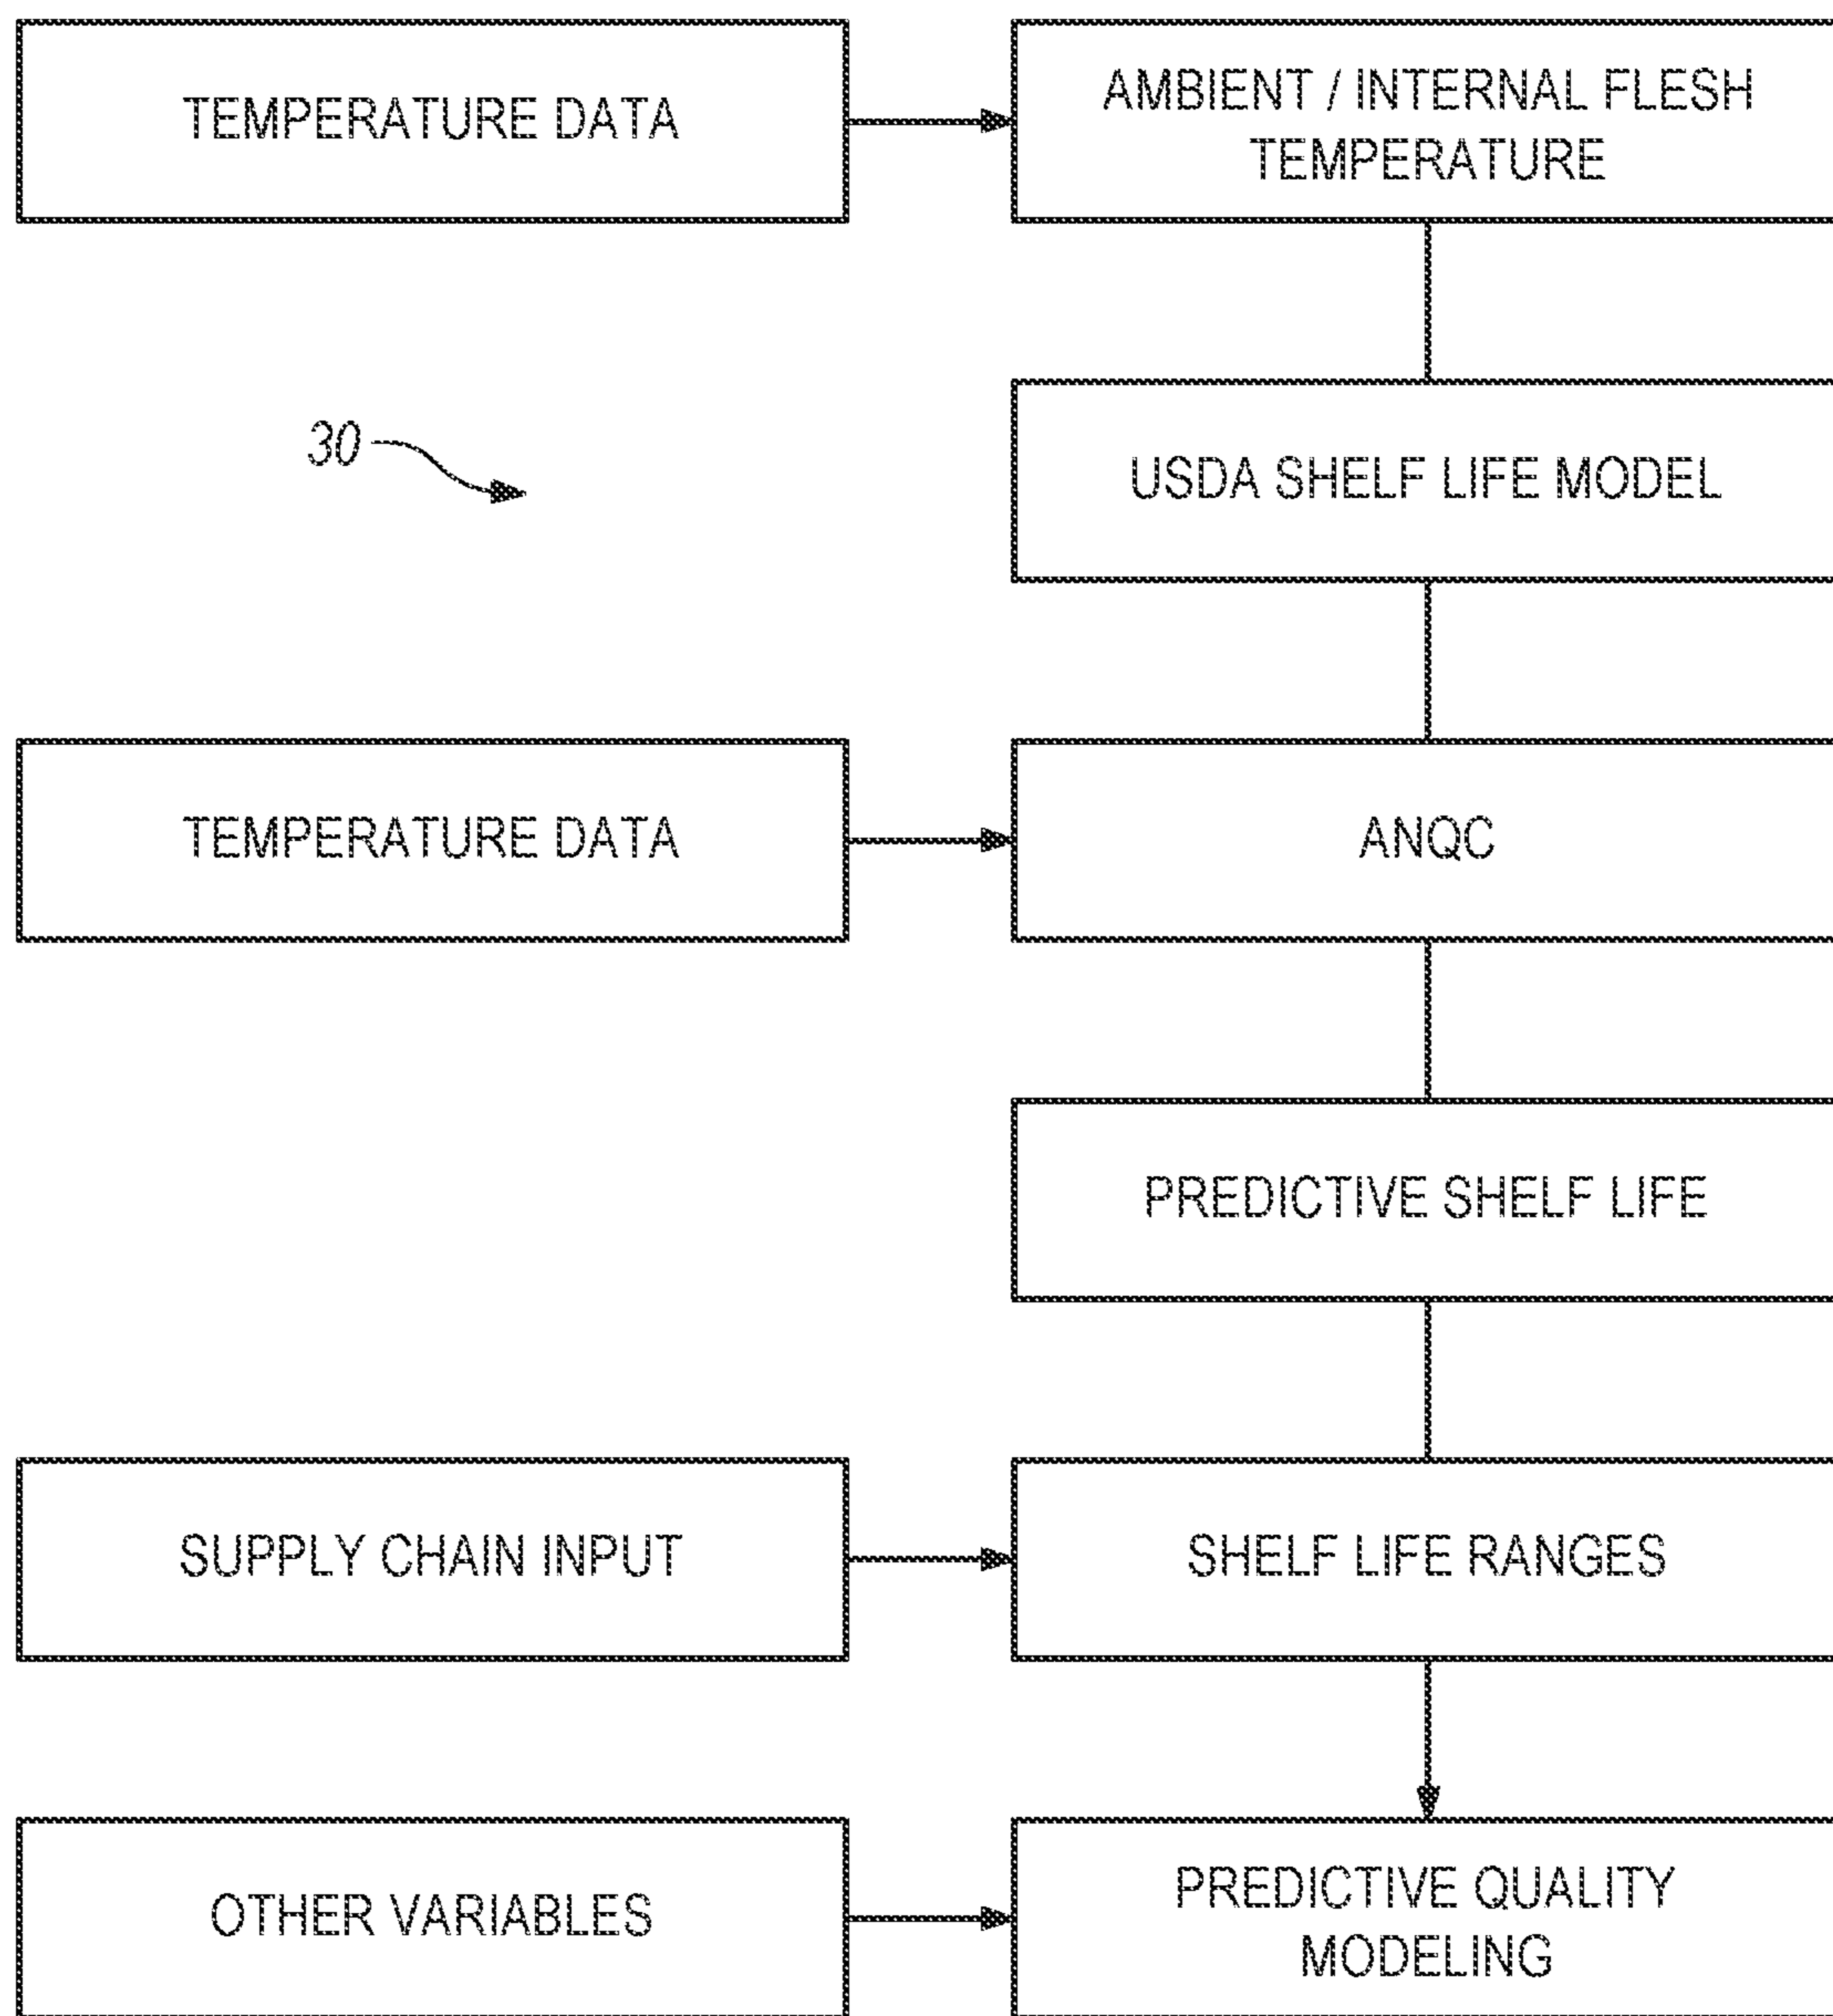 TEMPERATURE DATA
AMBIENT / INTERNAL FLESH
TEMPERATURE
30
USDA SHELF LIFE MODEL
TEMPERATURE DATA
ANQC
PREDICTIVE SHELF LIFE
SUPPLY CHAIN INPUT
SHELF LIFE RANGES
OTHER VARIABLES
PREDICTIVE QUALITY
MODELING